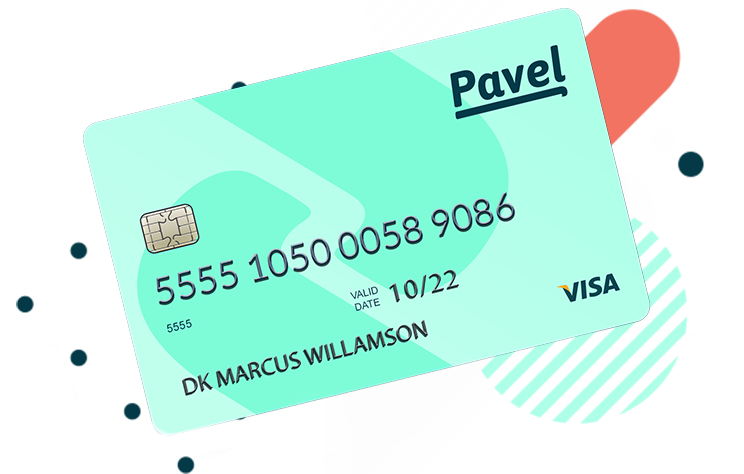 Pavel
5555 1050 0058 9086
5555
VALID
DATE
10/22
VISA
DK MARCUS WILLAMSON